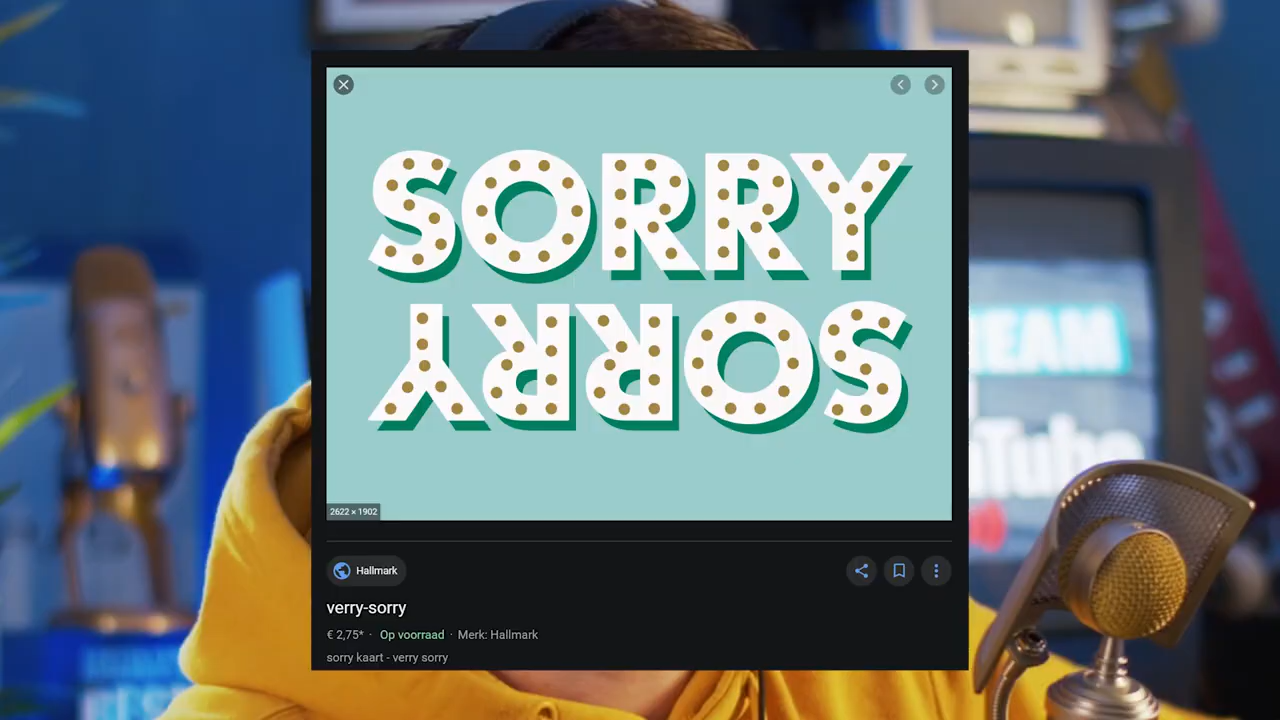 SORRY
SORRY
2622 × 1902
Hallmark
verry-sorry
€ 2,75* · Op voorraad · Merk: Hallmark
sorry kaart - verry sorry